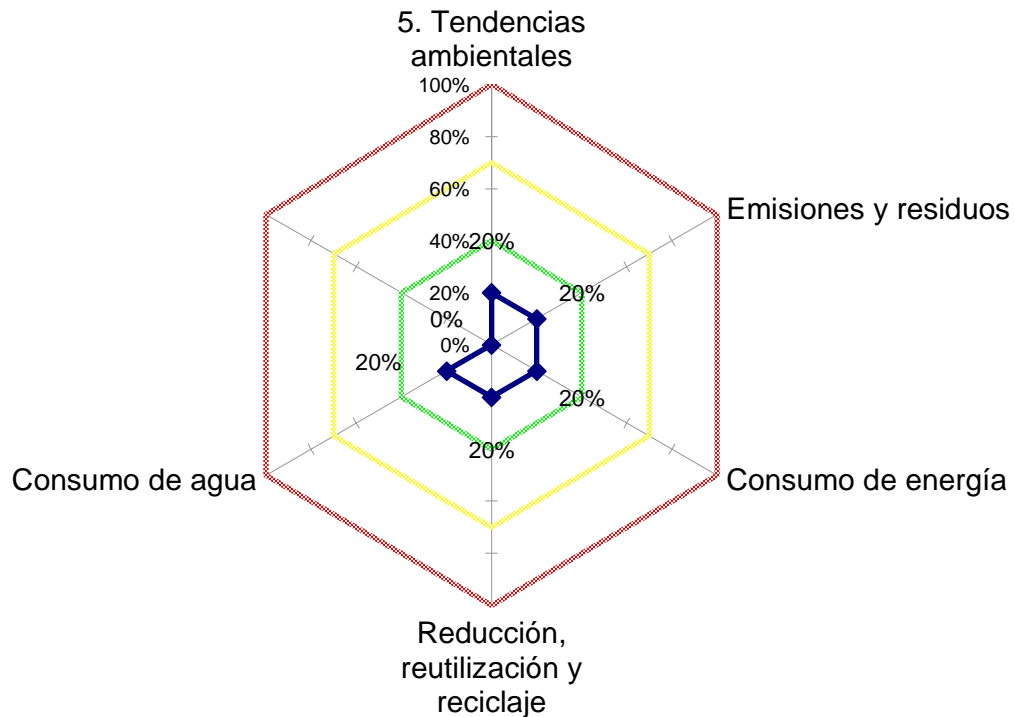 5. Tendencias
ambientales
100%
80%
60%
40%
20%
20%
0%
0%
20%
20%
20%
20%
Emisiones y residuos
Consumo de energía
Consumo de agua
Reducción,
reutilización y
reciclaje